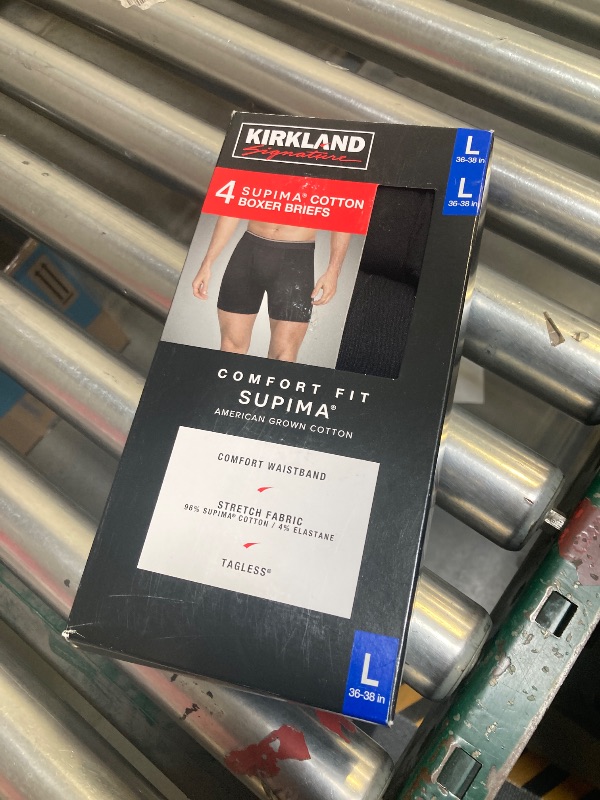 KIRKLAND
Signature
L
36-38 in
L
36-38 in
4 SUPIMA® COTTON
BOXER BRIEFS
COMFORT FIT
SUPIMA®
AMERICAN GROWN COTTON
COMFORT WAISTBAND
STRETCH FABRIC
96% SUPIMA® COTTON / 4% ELASTANE
TAGLESS®
L
36-38 in